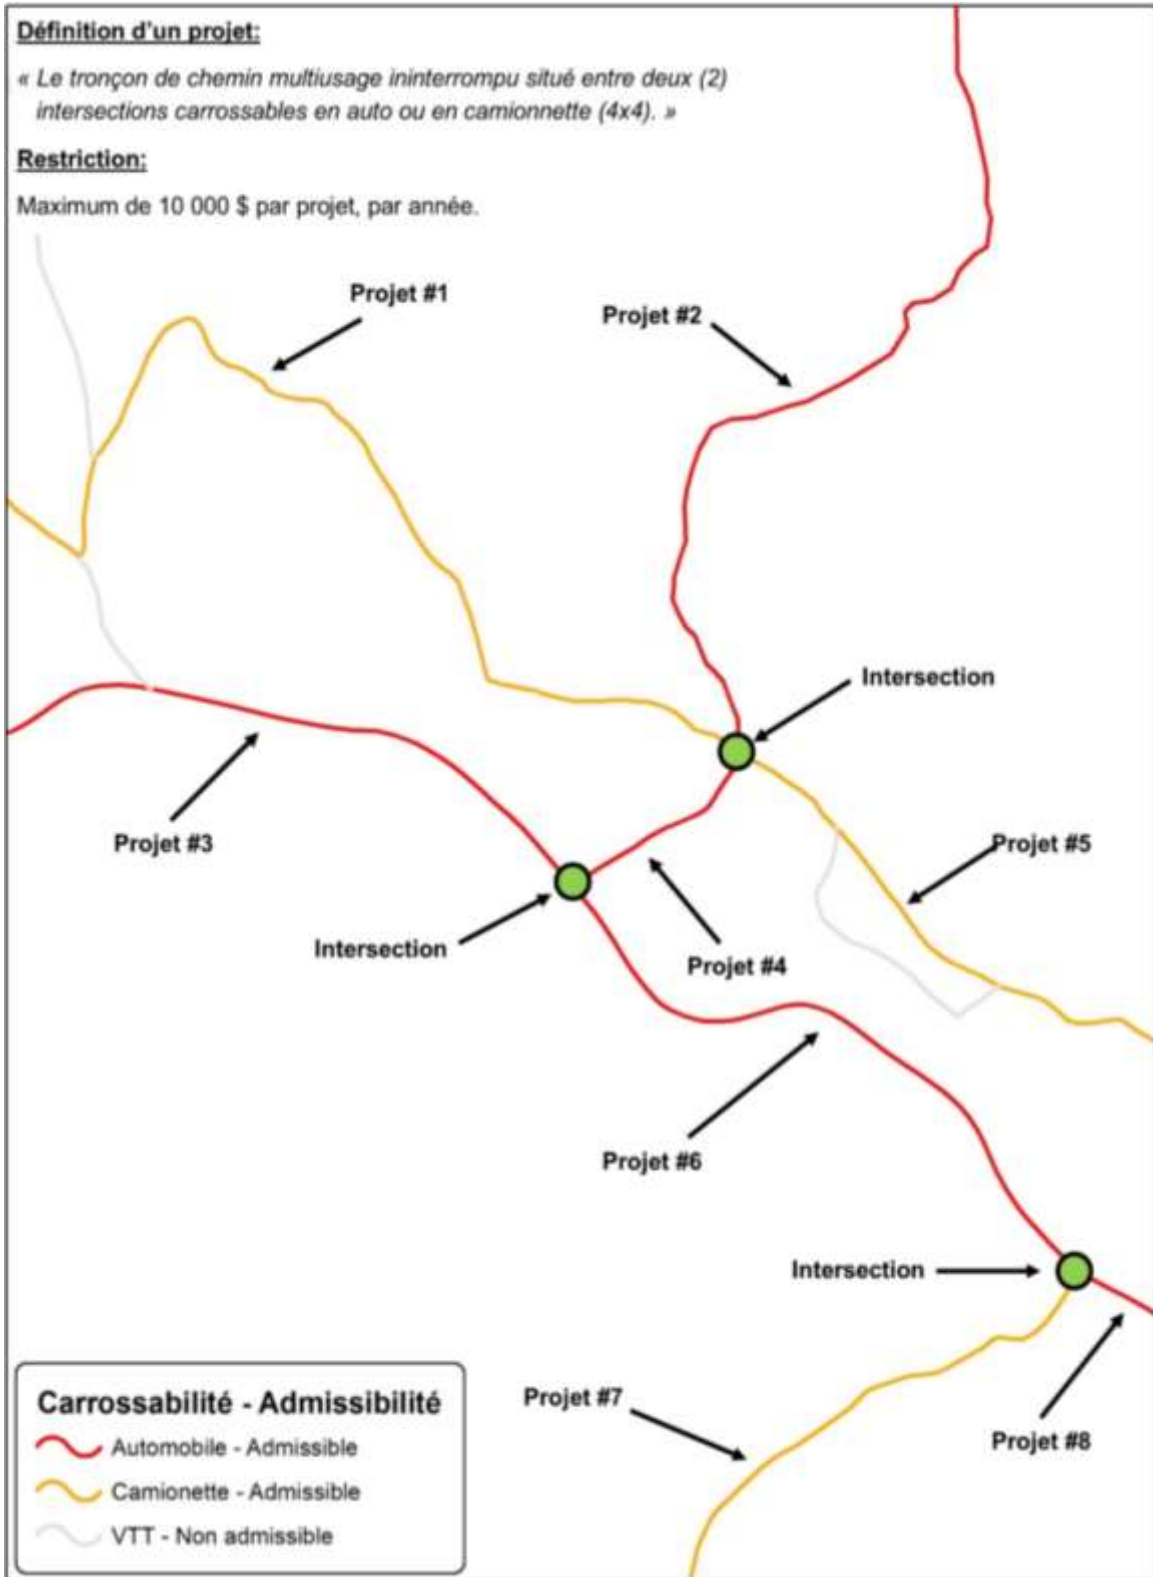 Définition d'un projet:
« Le tronçon de chemin multiusage ininterrompu situé entre deux (2)
intersections carrossables en auto ou en camionnette (4x4). »
Restriction:
Maximum de 10 000 $ par projet, par année.
Projet #1
Projet #2
Intersection
Projet #3
Projet #5
Intersection
Projet #4
Projet #6
Intersection
Projet #7
Projet #8
Carrossabilité - Admissibilité
Automobile - Admissible
Camionette - Admissible
VTT - Non admissible